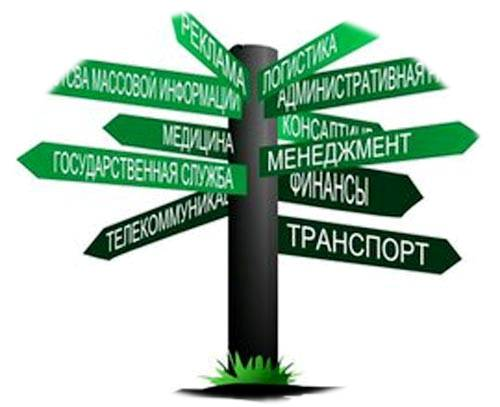 РЕКЛАМА
ЛОГИСТИКА
МАССОВОЙ ИНФОРМАЦИИ
АДМИНИСТРАТИВНАЯ
МЕДИЦИНА
МЕНЕДЖМЕНТ
ГОСУДАРСТВЕННАЯ СЛУЖБА
ФИНАНСЫ
ТРАНСПОРТ